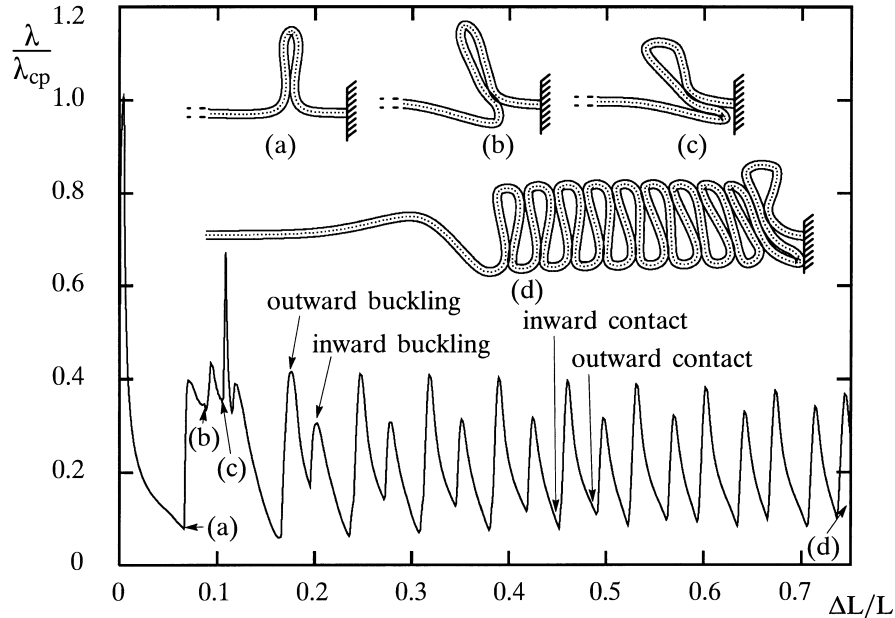 1.2
λ
λcp
1.0
0.8
0.6
0.4
0.2
0
(a)
(b)
(c)
(d)
outward buckling
inward buckling
inward contact
outward contact
(b)
(c)
(a)
(d)
0 0.1 0.2 0.3 0.4 0.5 0.6 0.7
ΔL/L